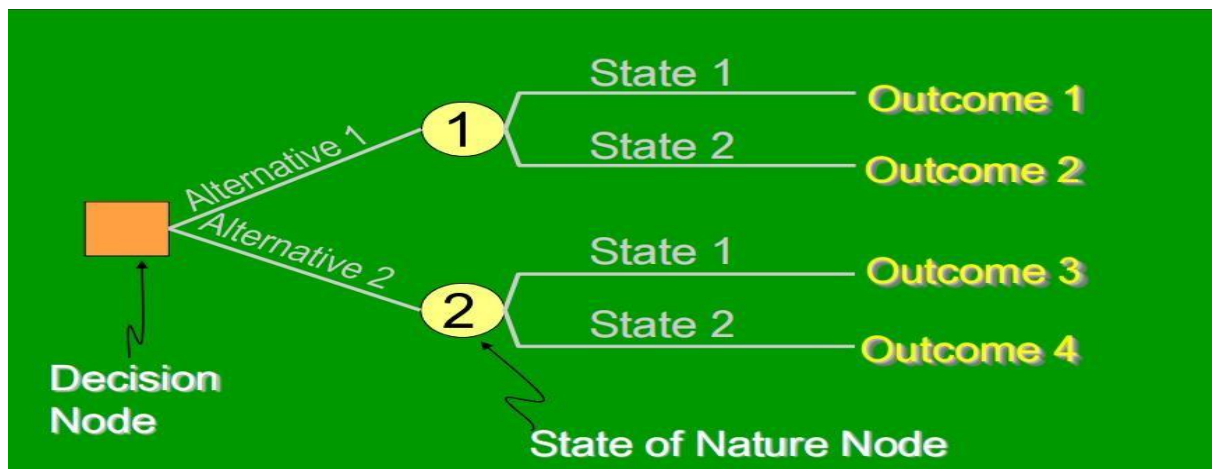 State 1
Outcome 1
Alternative 1
1
State 2
Outcome 2
Alternative 2
State 1
Outcome 3
2
State 2
Outcome 4
Decision
Node
State of Nature Node